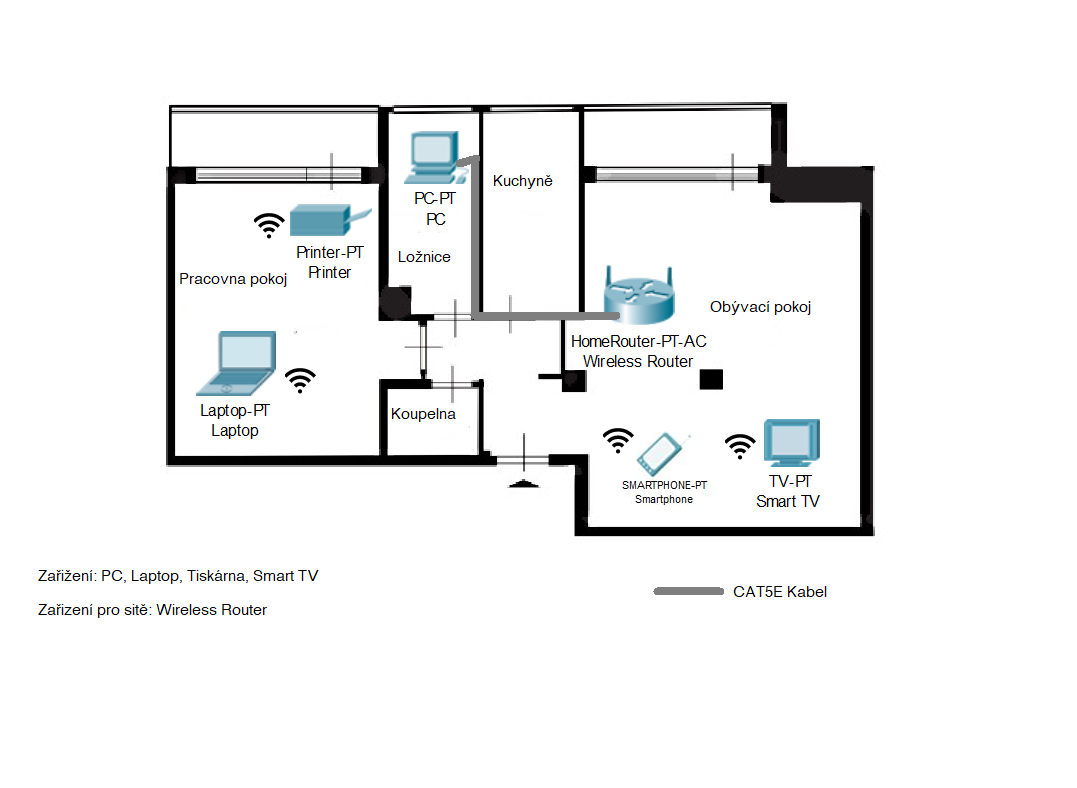 Kuchyně
PC-PT
PC
Ložnice
Printer-PT
Printer
Pracovna pokoj
Obývací pokoj
HomeRouter-PT-AC
Wireless Router
Laptop-PT
Laptop
Koupelna
SMARTPHONE-PT
Smartphone
TV-PT
Smart TV
Zařižení: PC, Laptop, Tiskárna, Smart TV
Zařizení pro sitě: Wireless Router
CAT5E Kabel